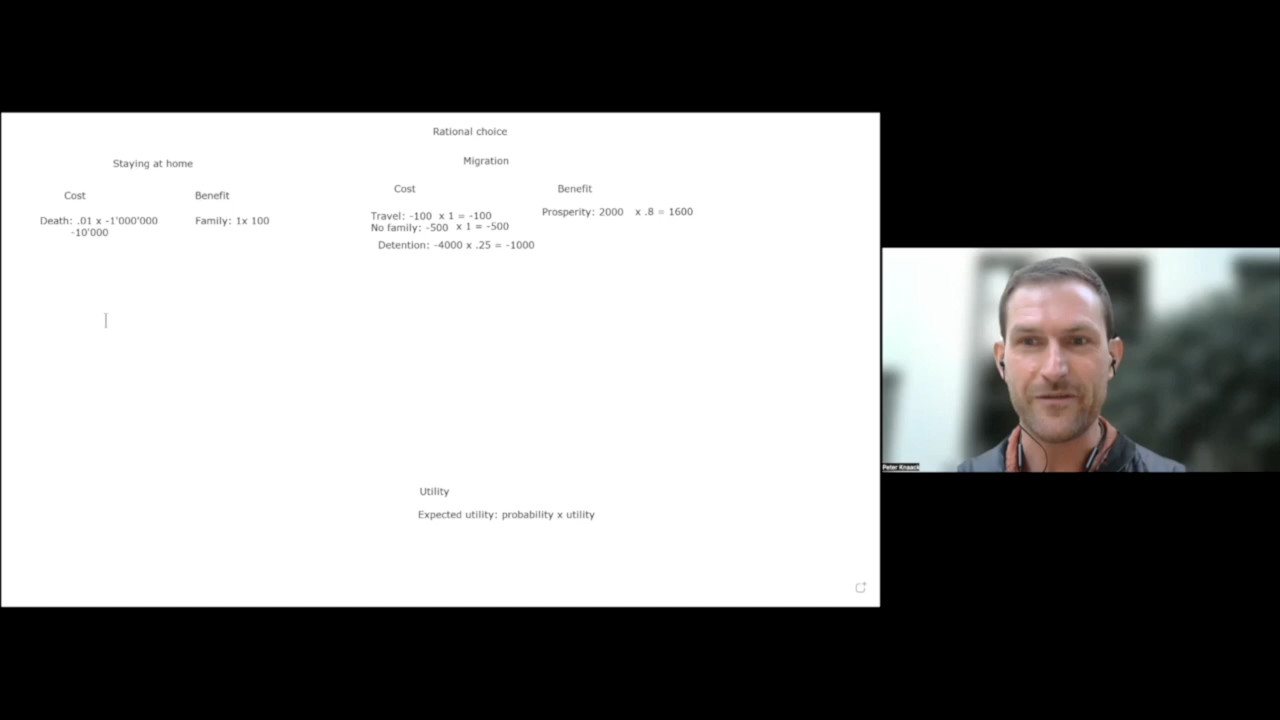 Rational choice
Staying at home
Migration
Cost
Benefit
Cost
Benefit
Death: .01 x -1'000'000
-10'000
Family: 1x 100
Travel: -100 x 1 = -100
No family: -500 x 1 = -500
Detention: -4000 x .25 = -1000
Prosperity: 2000 x .8 = 1600
Utility
Expected utility: probability x utility
Peter Knaack